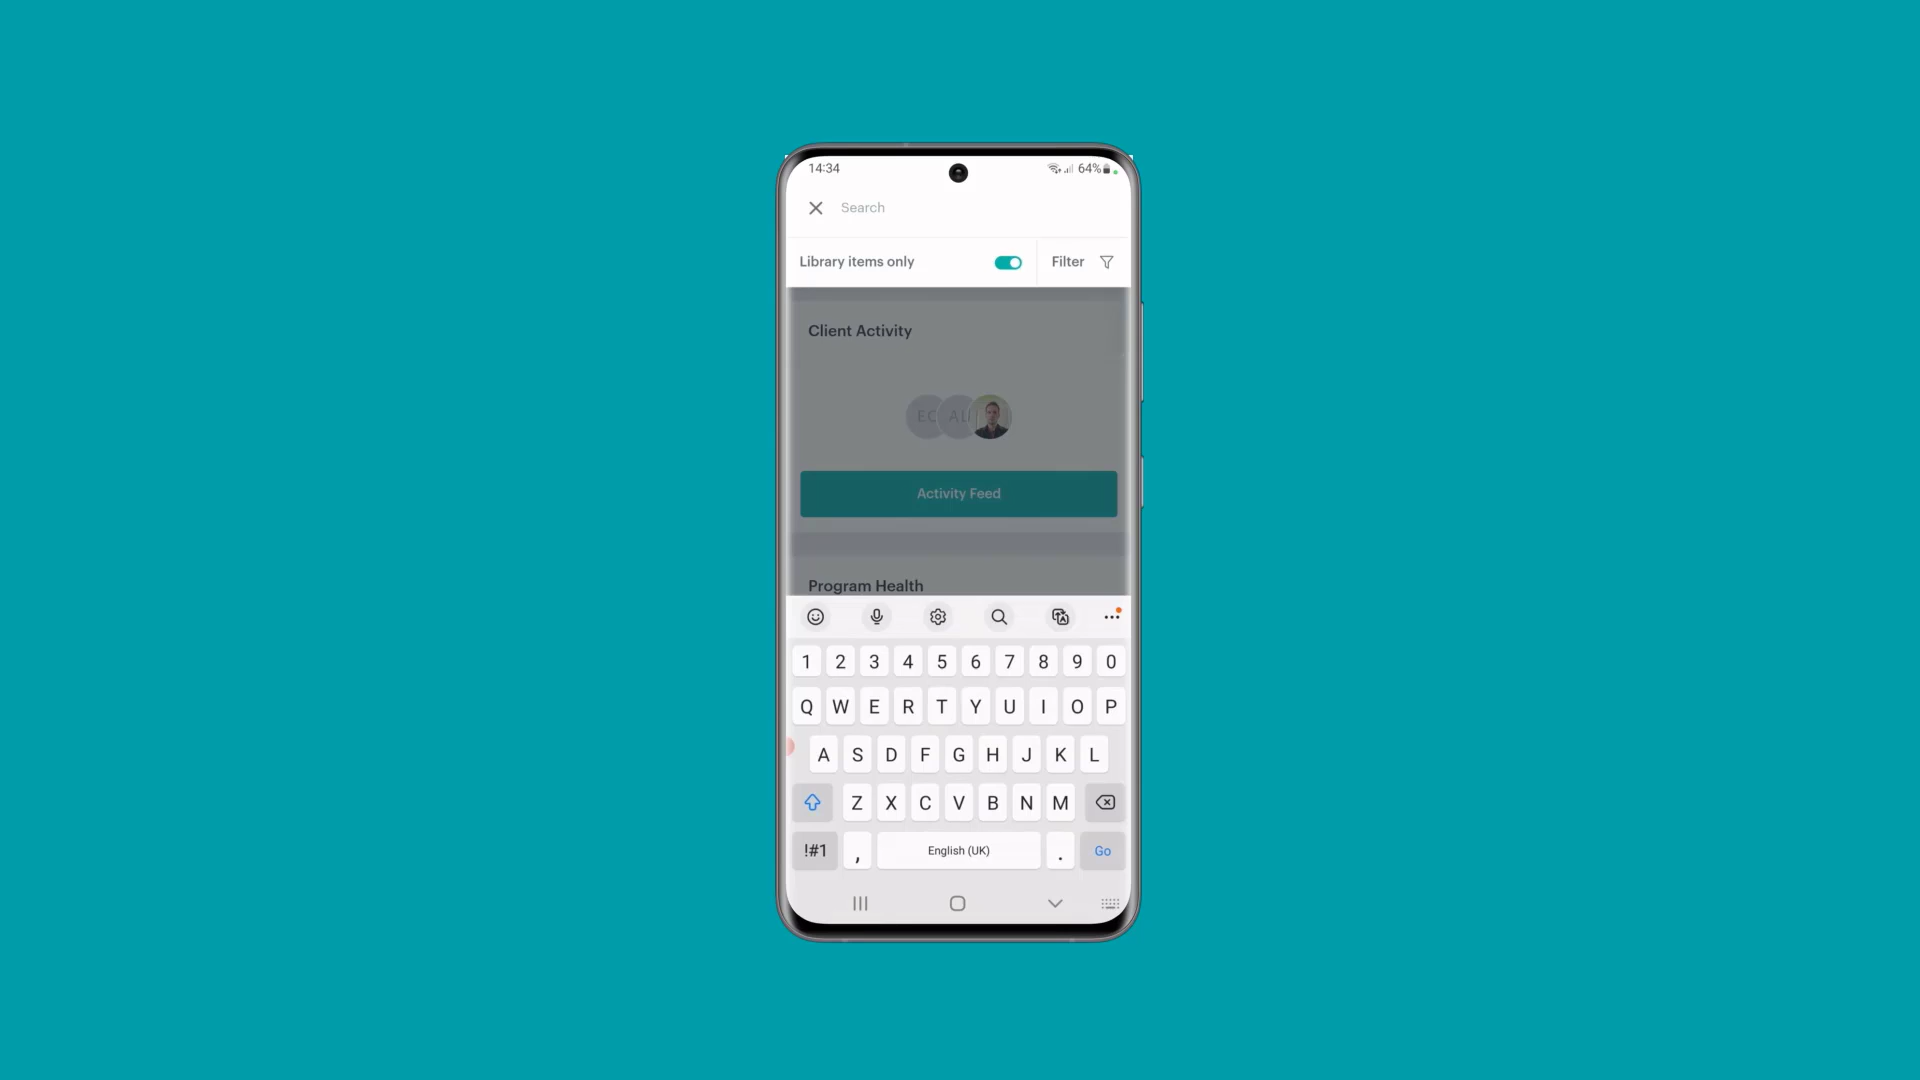 14:34
64%
Search
Library items only
Filter
Client Activity
EC
AL
Activity Feed
Program Health
1 2 3 4 5 6 7 8 9 0
Q W E R T Y U I O P
A S D F G H J K L
Z X C V B N M
!#1 , English (UK) . Go